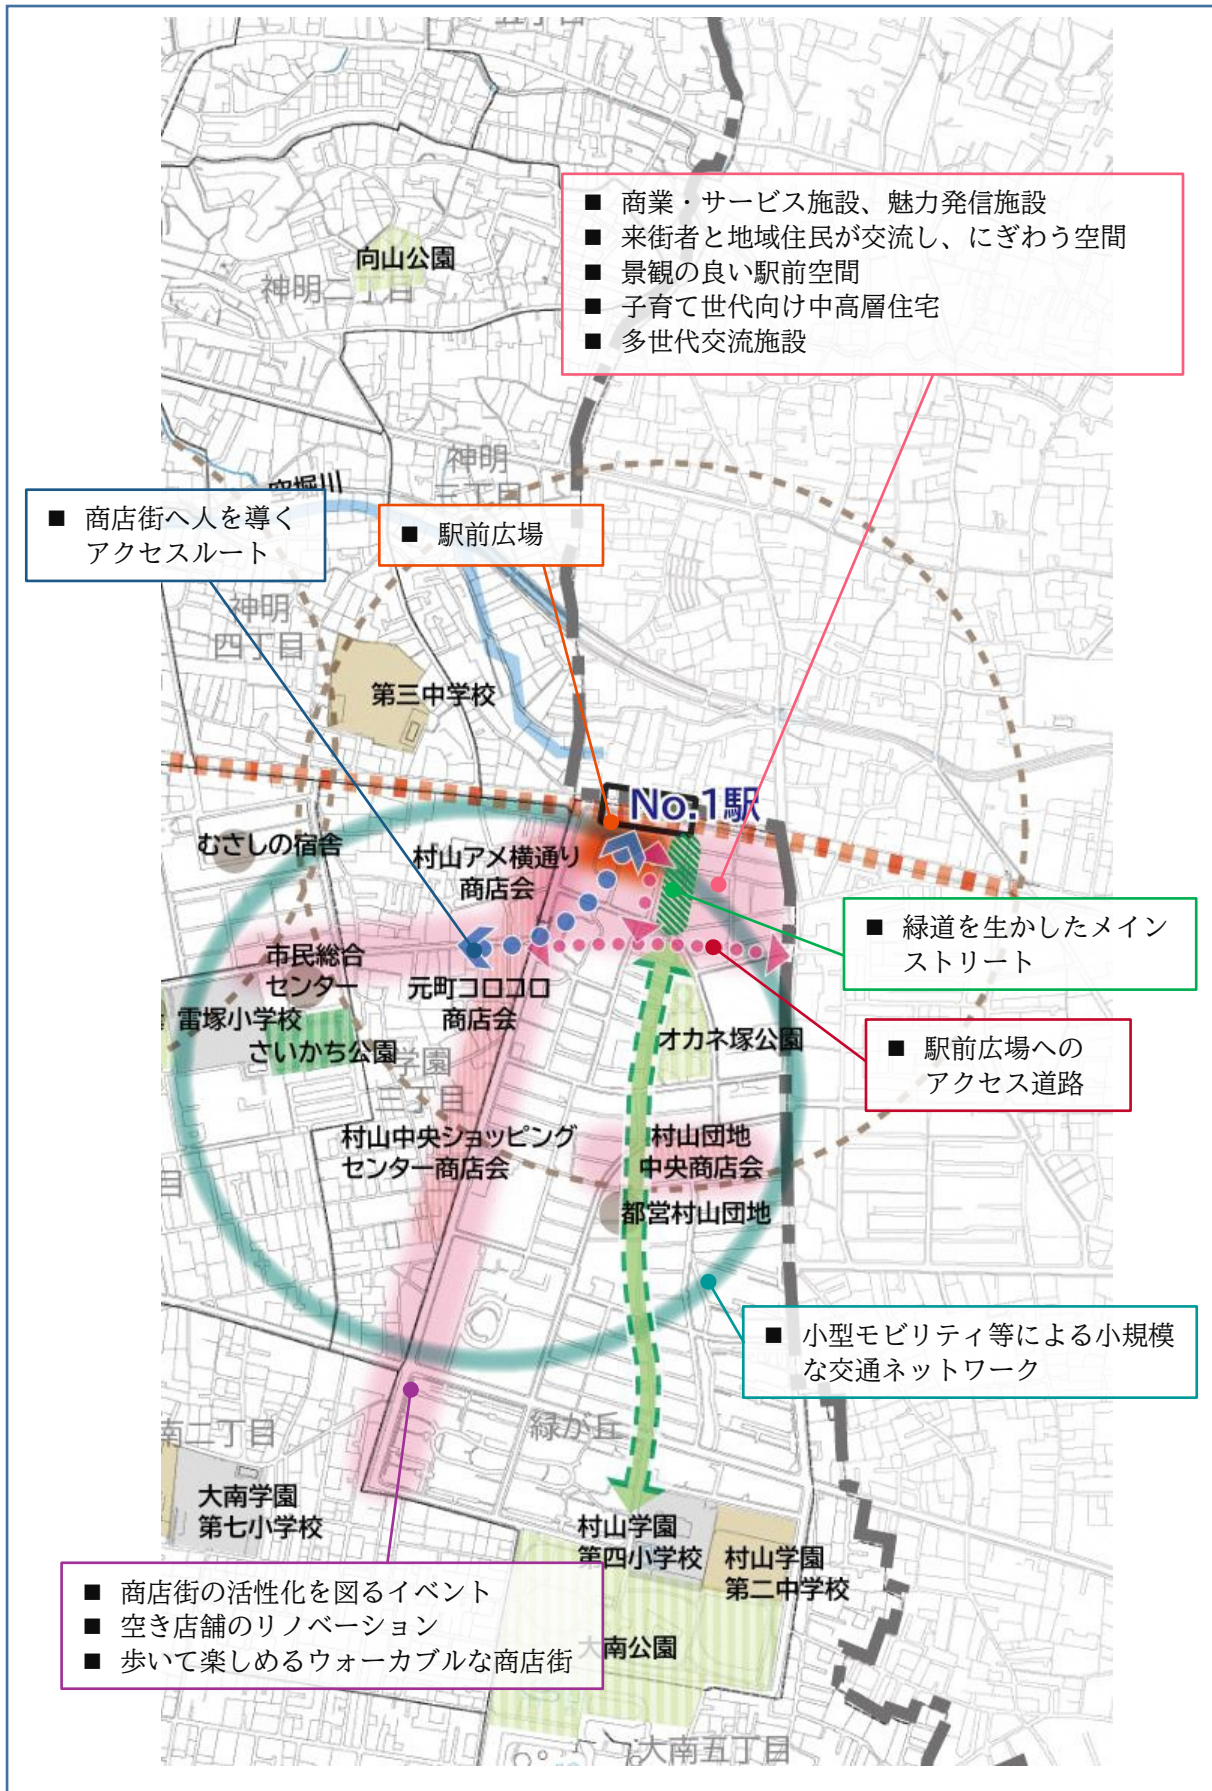 ■ 商業・サービス施設、魅力発信施設
■ 来街者と地域住民が交流し、にぎわう空間
■ 景観の良い駅前空間
■ 子育て世代向け中高層住宅
■ 多世代交流施設
向山公園
神明二丁目
神明
三丁目
空堀川
■ 商店街へ人を導く
アクセスルート
■ 駅前広場
神明
四丁目
第三中学校
No.1駅
むさしの宿舎
村山アメ横通り
商店会
■ 緑道を生かしたメイン
ストリート
市民総合
センター
元町コロコロ
商店会
雷塚小学校
さいかち公園
オカネ塚公園
■ 駅前広場への
アクセス道路
学園
三丁目
村山中央ショッピング
センター商店会
村山団地
中央商店会
目
都営村山団地
■ 小型モビリティ等による小規模
な交通ネットワーク
緑が丘
南二丁目
大南学園
第七小学校
村山学園
第四小学校
村山学園
第二中学校
■ 商店街の活性化を図るイベント
■ 空き店舗のリノベーション
■ 歩いて楽しめるウォーカブルな商店街
大南公園
大南五丁目